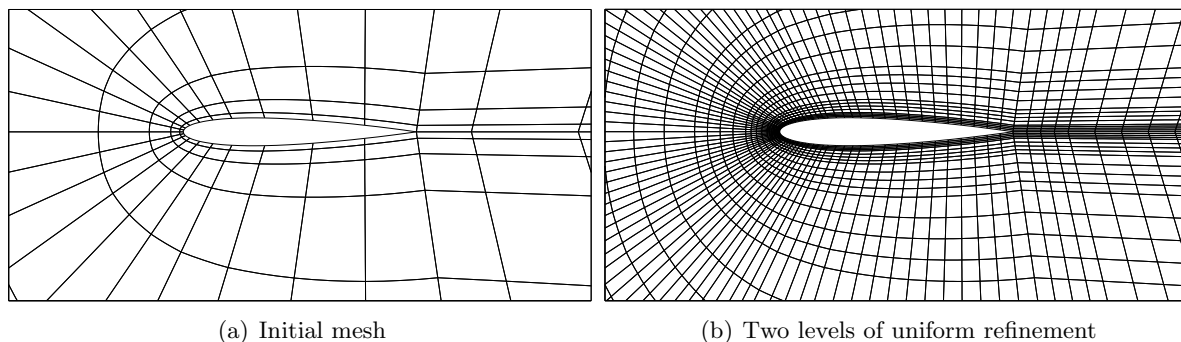 (a) Initial mesh
(b) Two levels of uniform refinement